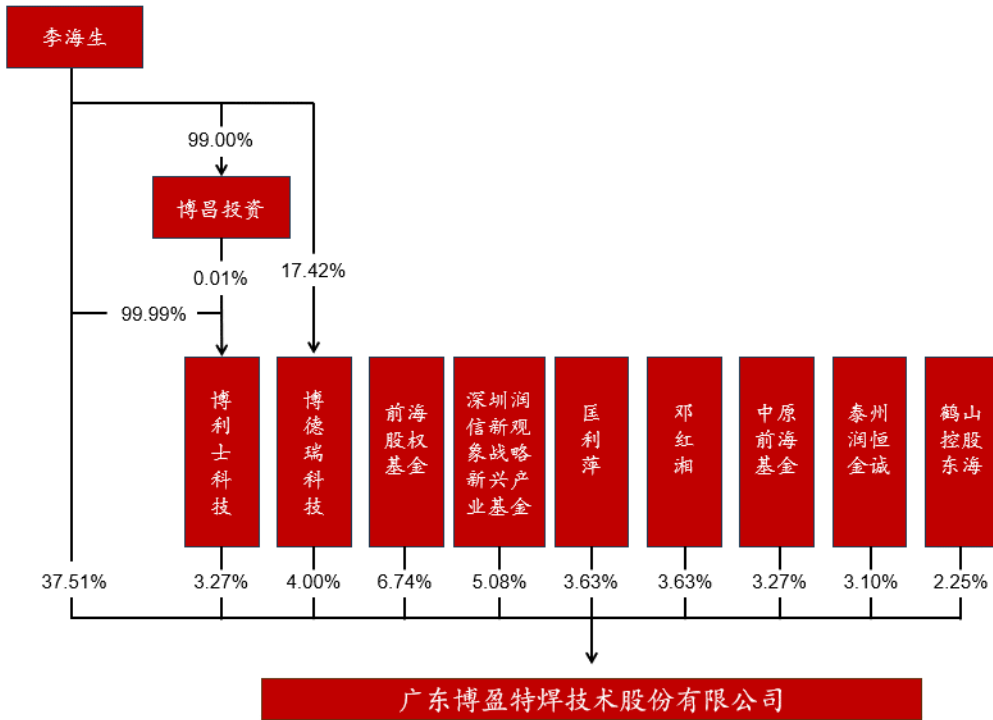 李海生
99.00%
博昌投资
0.01%
17.42%
99.99%
博
利
士
科
技
博
德
瑞
科
技
前海
股权
基金
深圳润
信新观
象战略
新兴产
业基金
匡
利
萍
邓
红
湘
中原
前海
基金
泰州
润恒
金诚
鹤山
控股
东海
37.51%
3.27%
4.00%
6.74%
5.08%
3.63%
3.63%
3.27%
3.10%
2.25%
广东博盈特焊技术股份有限公司